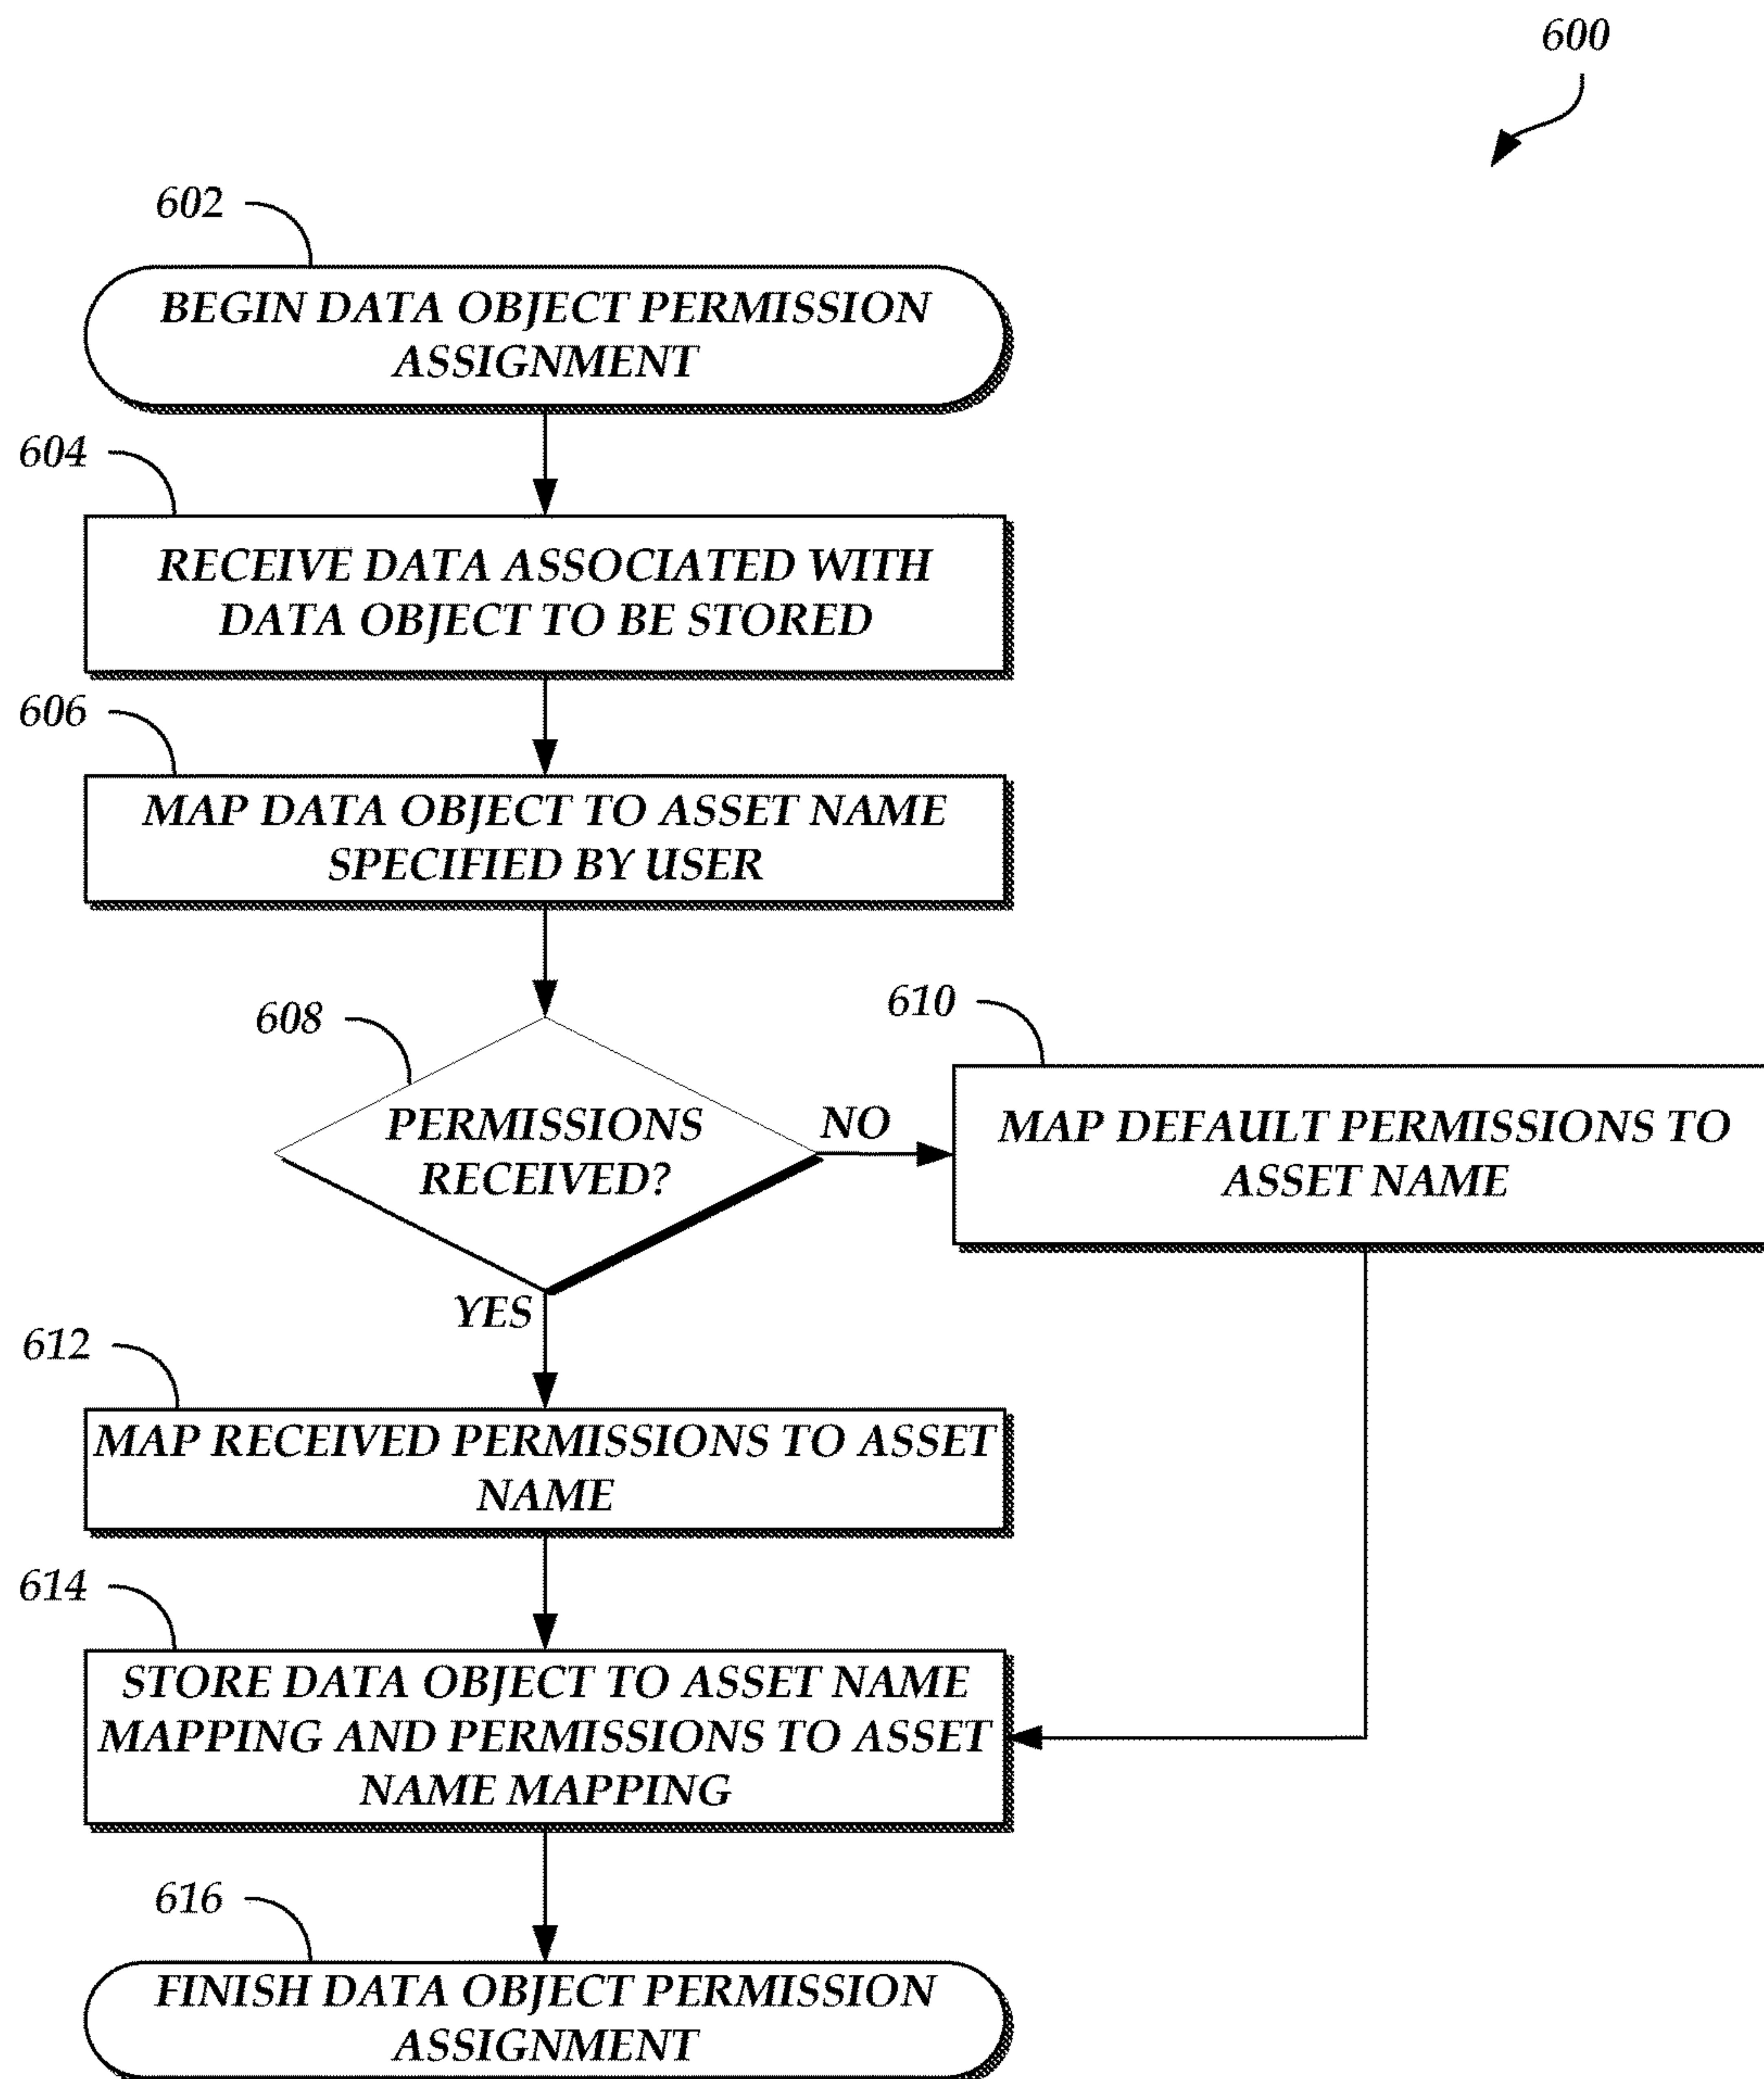 600
602
BEGIN DATA OBJECT PERMISSION
ASSIGNMENT
604
RECEIVE DATA ASSOCIATED WITH
DATA OBJECT TO BE STORED
606
MAP DATA OBJECT TO ASSET NAME
SPECIFIED BY USER
608
PERMISSIONS
RECEIVED?
NO
610
MAP DEFAULT PERMISSIONS TO
ASSET NAME
YES
612
MAP RECEIVED PERMISSIONS TO ASSET
NAME
614
STORE DATA OBJECT TO ASSET NAME
MAPPING AND PERMISSIONS TO ASSET
NAME MAPPING
616
FINISH DATA OBJECT PERMISSION
ASSIGNMENT